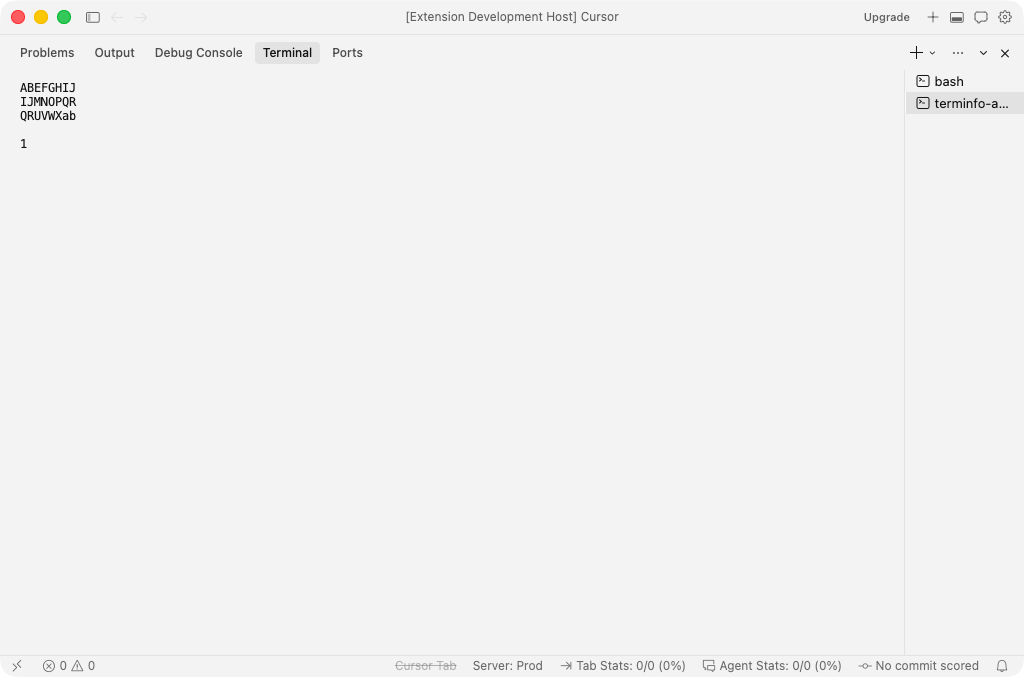 [Extension Development Host] Cursor
Upgrade
Problems Output Debug Console Terminal Ports
ABEFGHIJ
IJMNOPQR
QRUVWXab
1
bash
terminfo-a...
0 0 Cursor Tab Server: Prod Tab Stats: 0/0 (0%) Agent Stats: 0/0 (0%) No commit scored